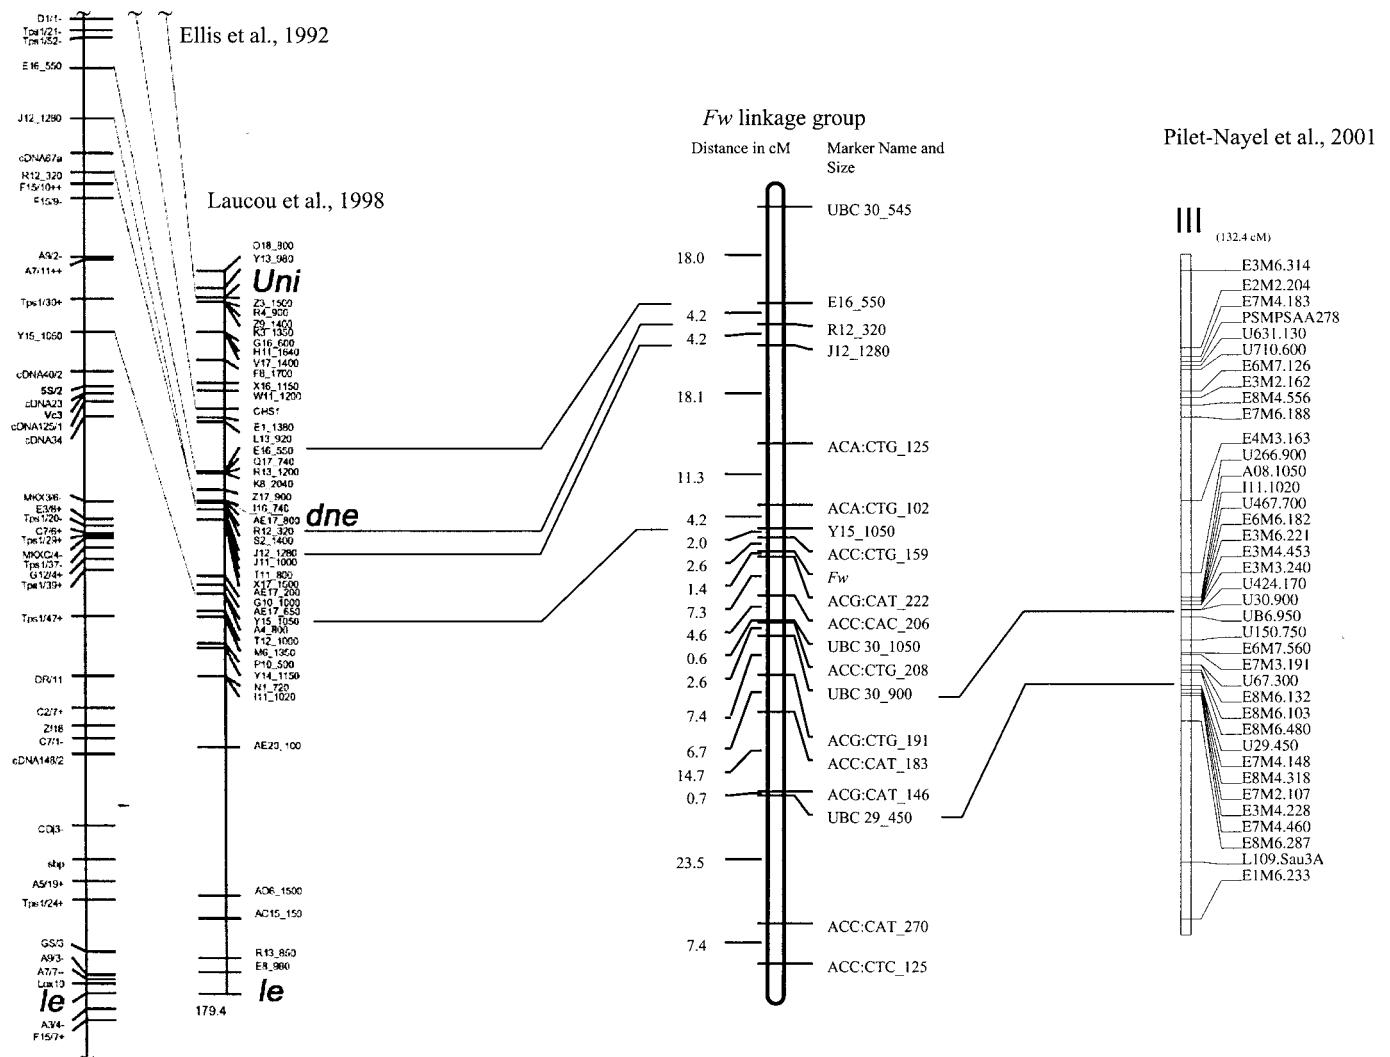 Ellis et al., 1992
D1/1-
Tps1/21-
Tps1/52-
E16_550
J12_1280
cDNA67a
R12_320
F15/10++
F15/9-
A9/2-
A7/11++
Tps1/30+
Y15_1050
cDNA40/2
5S/2
cDNA23
Vc3
cDNA125/1
cDNA34
MKX3/6-
E3/8+
Tps1/20-
C7/6+
Tps1/29+
MKXC/4-
Tps1/37-
G12/4+
Tps1/39+
Tps1/47+
DR/11
C2/7+
C7/1-
cDNA148/2
CD
sbp
A5/19+
Tps1/24+
GS/3
A9/3-
A7/7-
Lox10
le
A3/4-
F15/7+
Laucou et al., 1998
O18_800
Y13_980
Uni
Z3_1500
R4_900
Z9_1400
K3_1350
G16_600
H11_1640
V17_1400
F8_1700
X16_1150
W11_1200
CHS1
E1_1380
L13_920
E16_550
Q17_740
R13_1200
K8_2040
Z17_900
I16_740
dne
AE17_800
R12_320
S2_1400
J12_1280
J11_1000
T11_800
X17_1500
AE17_200
G10_1000
AE17_650
Y15_1050
A4_800
T12_1000
M6_1350
P10_590
Y14_1150
N1_720
I11_1020
AE20_100
AD6_1500
AC15_150
R13_850
E8_980
le
179.4
Fw linkage group
Distance in cM
Marker Name and
Size
UBC 30_545
18.0
E16_550
4.2
R12_320
4.2
J12_1280
18.1
ACA:CTG_125
11.3
ACA:CTG_102
4.2
Y15_1050
2.0
ACC:CTG_159
2.6
Fw
1.4
ACG:CAT_222
7.3
ACC:CAC_206
4.6
UBC 30_1050
0.6
ACC:CTG_208
2.6
UBC 30_900
7.4
ACG:CTG_191
6.7
ACC:CAT_183
14.7
ACG:CAT_146
0.7
UBC 29_450
23.5
ACC:CAT_270
7.4
ACC:CTC_125
Pilet-Nayel et al., 2001
III
(132.4 cM)
E3M6.314
E2M2.204
E7M4.183
PSMPSAA278
U631.130
U710.600
E6M7.126
E3M2.162
E8M4.556
E7M6.188
E4M3.163
U266.900
A08.1050
I11.1020
U467.700
E6M6.182
E3M6.221
E3M4.453
E3M3.240
U424.170
U30.900
UB6.950
U150.750
E6M7.560
E7M3.191
U67.300
E8M6.132
E8M6.103
E8M6.480
U29.450
E7M4.148
E8M4.318
E7M2.107
E3M4.228
E7M4.460
E8M6.287
L109.Sau3A
E1M6.233